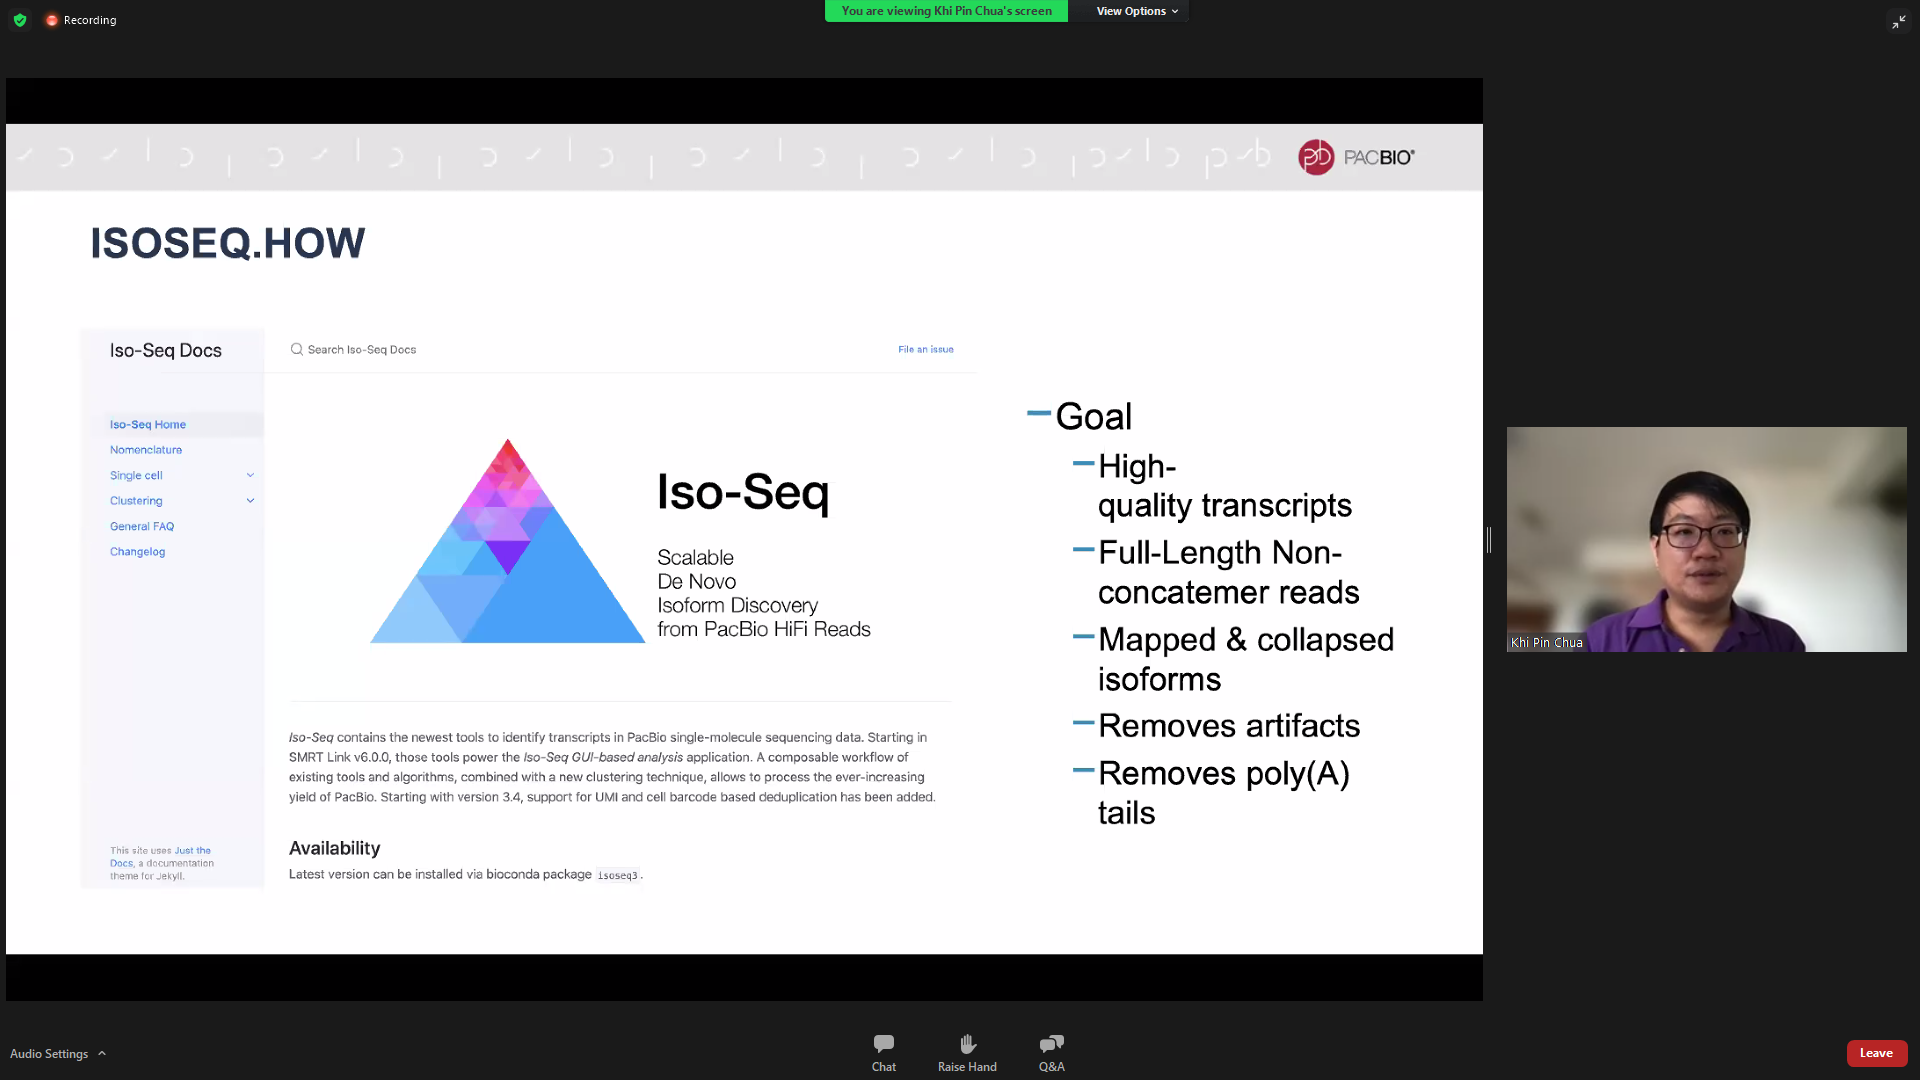 Recording
You are viewing Khi Pin Chua's screen
View Options
PACBIO®
ISOSEQ.HOW
Iso-Seq Docs
Search Iso-Seq Docs
File an issue
Iso-Seq Home
Nomenclature
Single cell
Clustering
General FAQ
Changelog
Iso-Seq
Scalable
De Novo
Isoform Discovery
from PacBio HiFi Reads
Iso-Seq contains the newest tools to identify transcripts in PacBio single-molecule sequencing data. Starting in
SMRT Link v6.0.0, those tools power the Iso-Seq GUI-based analysis application. A composable workflow of
existing tools and algorithms, combined with a new clustering technique, allows to process the ever-increasing
yield of PacBio. Starting with version 3.4, support for UMI and cell barcode based deduplication has been added.
Availability
Latest version can be installed via bioconda package isoseq3.
This site uses Just the
Docs, a documentation
theme for Jekyll.
Goal
High-
quality transcripts
Full-Length Non-
concatemer reads
Mapped & collapsed
isoforms
Removes artifacts
Removes poly(A)
tails
Khi Pin Chua
Audio Settings
Chat
Raise Hand
Q&A
Leave